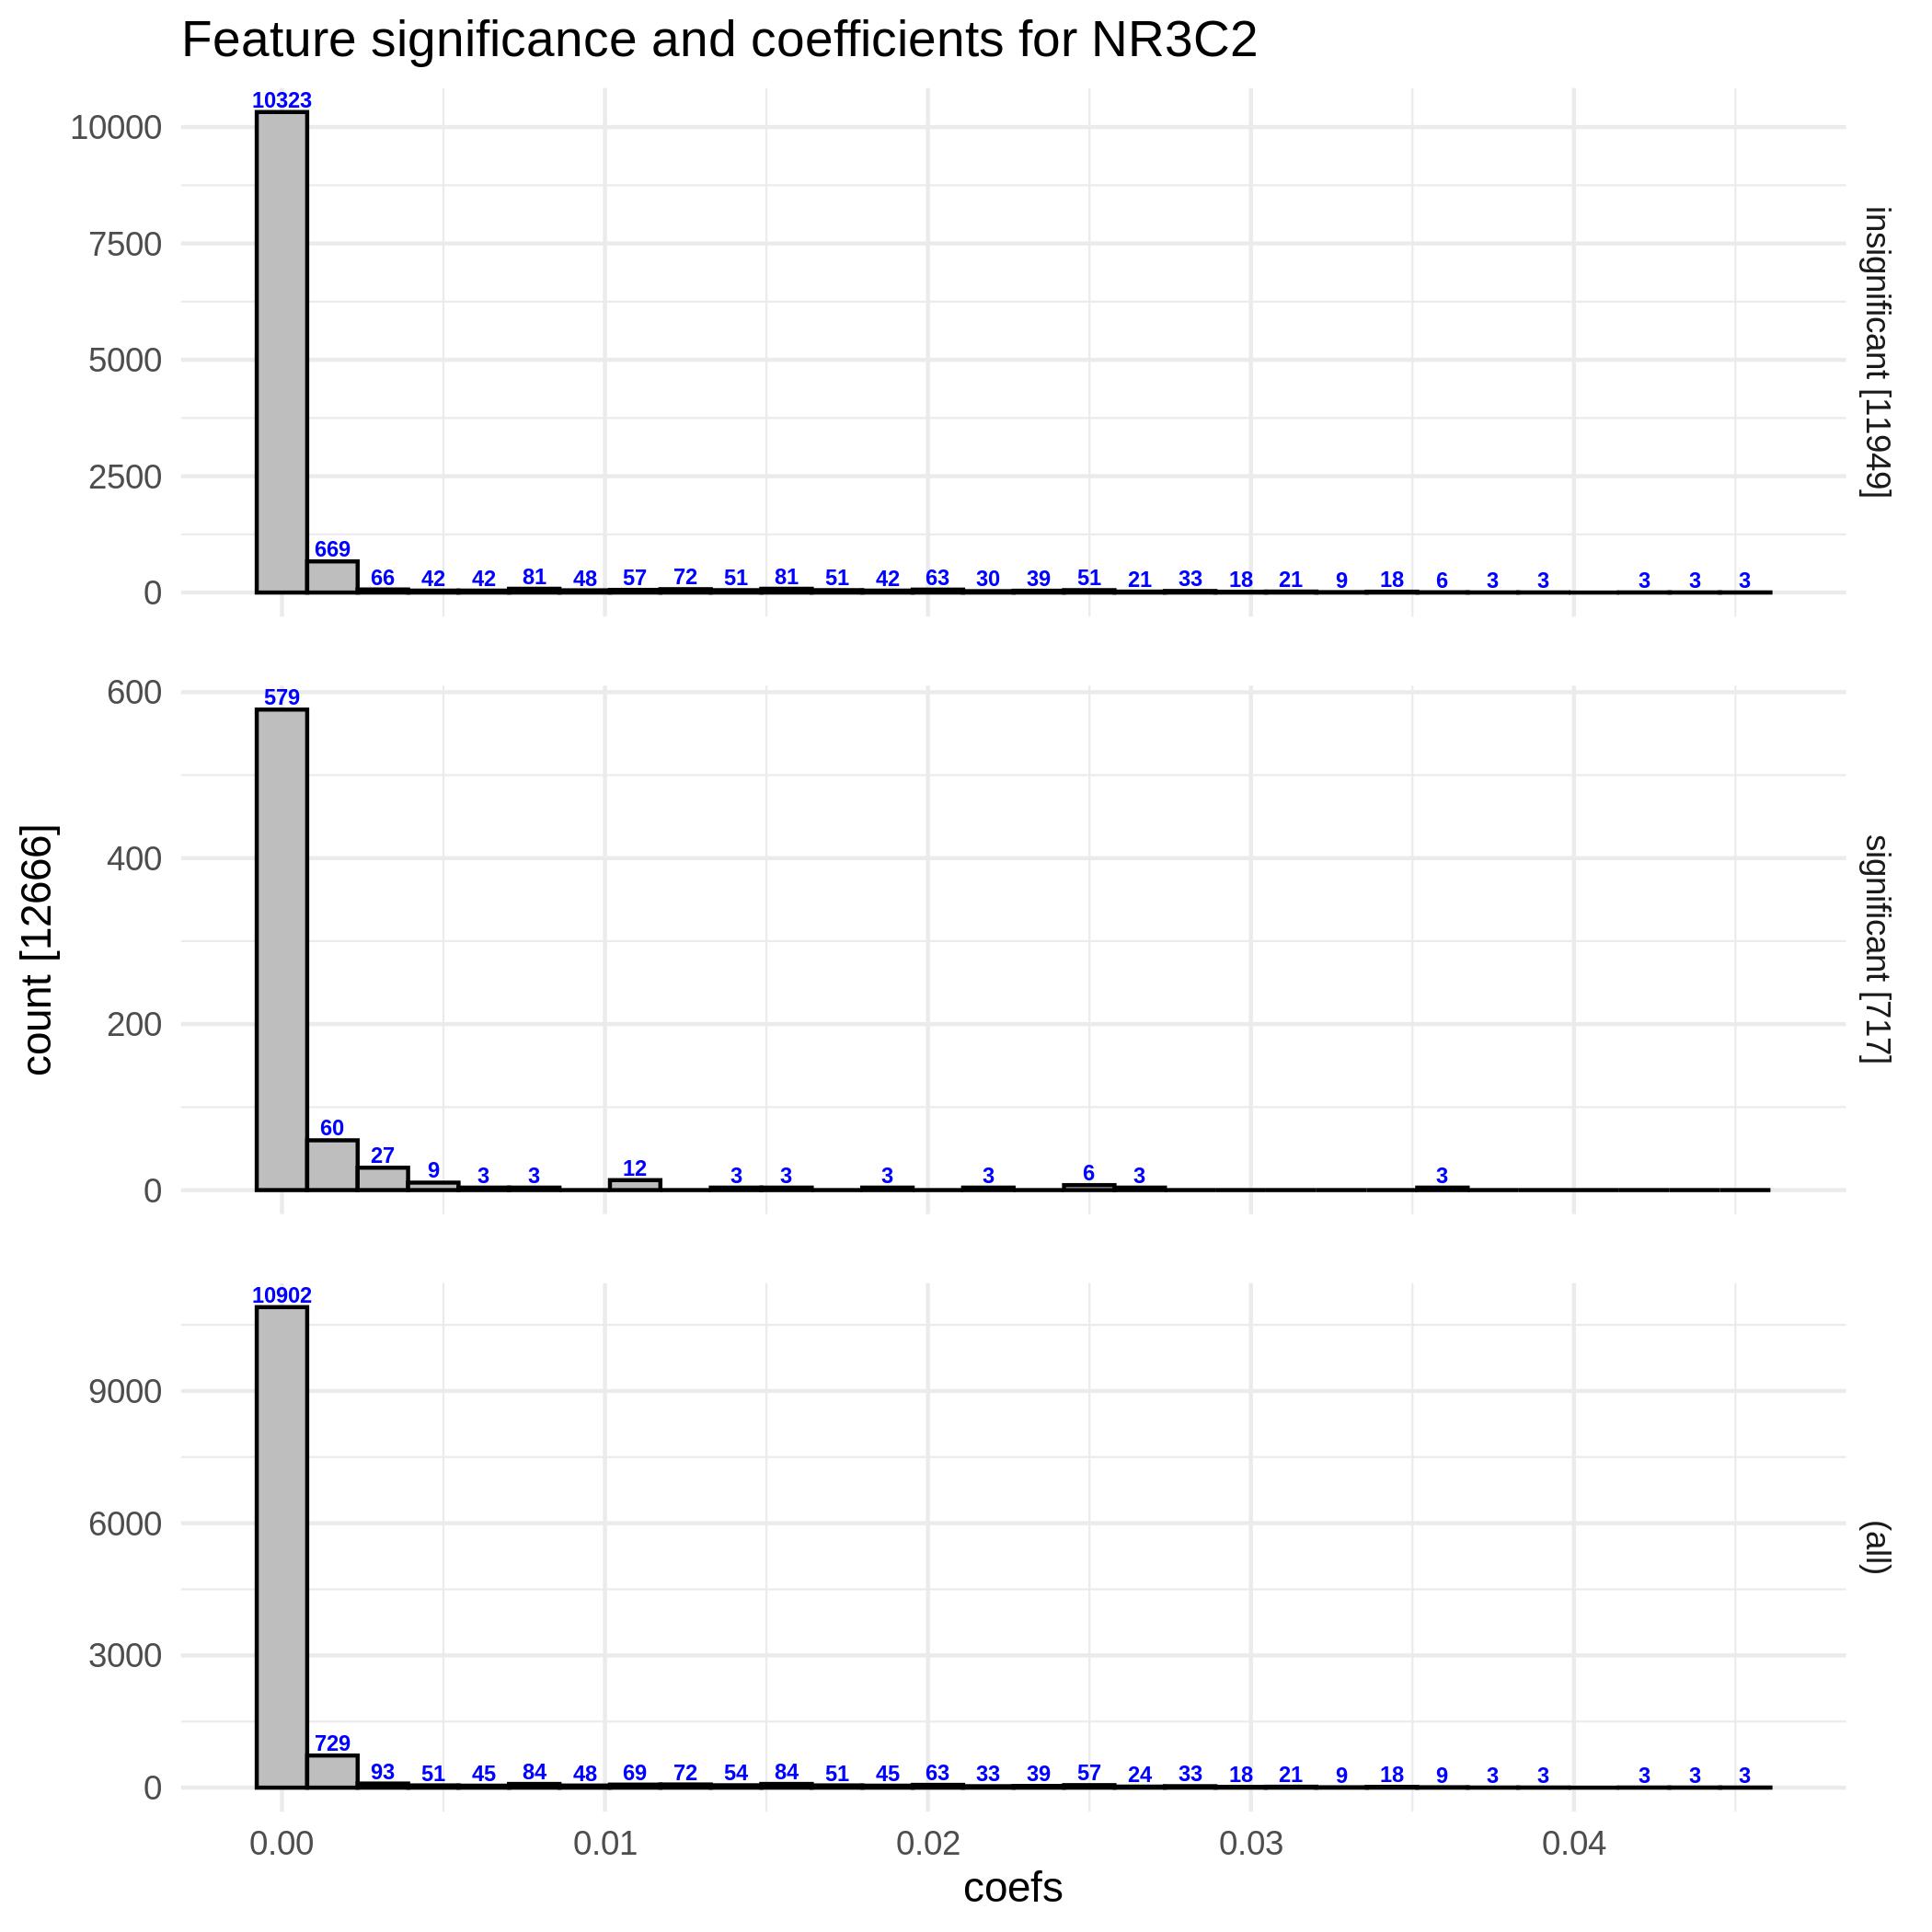 Feature significance and coefficients for NR3C2
10323
10000
7500
5000
2500
0
669
66 42 42 81 48 57 72 51 81 51 42 63 30 39 51 21 33 18 21 9 18 6 3 3 3 3 3
insignificant [11949]
count [12666]
600
400
200
0
579
60
27
9 3 3 12 3 3 3 3 6 3 3
significant [717]
10902
9000
6000
3000
0
729
93 51 45 84 48 69 72 54 84 51 45 63 33 39 57 24 33 18 21 9 18 9 3 3 3 3 3
(all)
0.00 0.01 0.02 0.03 0.04
coefs